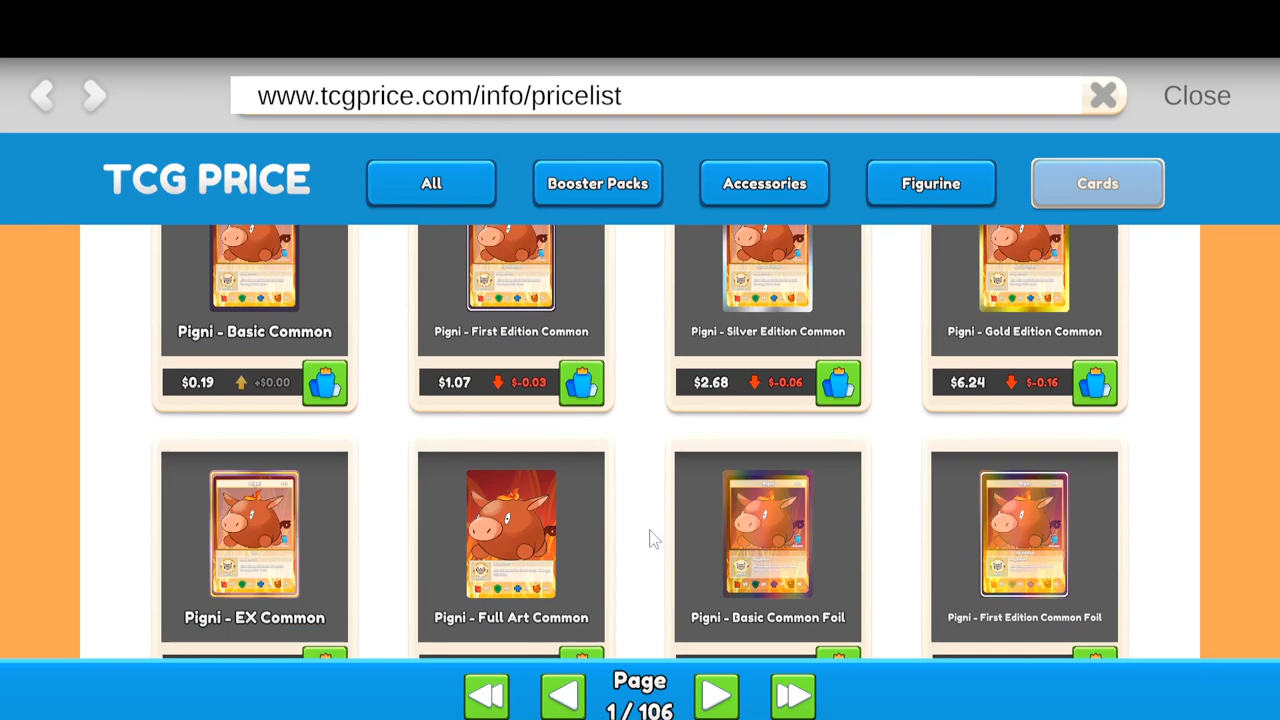 www.tcgprice.com/info/pricelist
Close
TCG PRICE
All
Booster Packs
Accessories
Figurine
Cards
Pigni - Basic Common
Pigni - First Edition Common
Pigni - Silver Edition Common
Pigni - Gold Edition Common
$0.19 +$0.00
$1.07 $-0.03
$2.68 $-0.06
$6.24 $-0.16
Pigni - EX Common
Pigni - Full Art Common
Pigni - Basic Common Foil
Pigni - First Edition Common Foil
Page
1 / 106